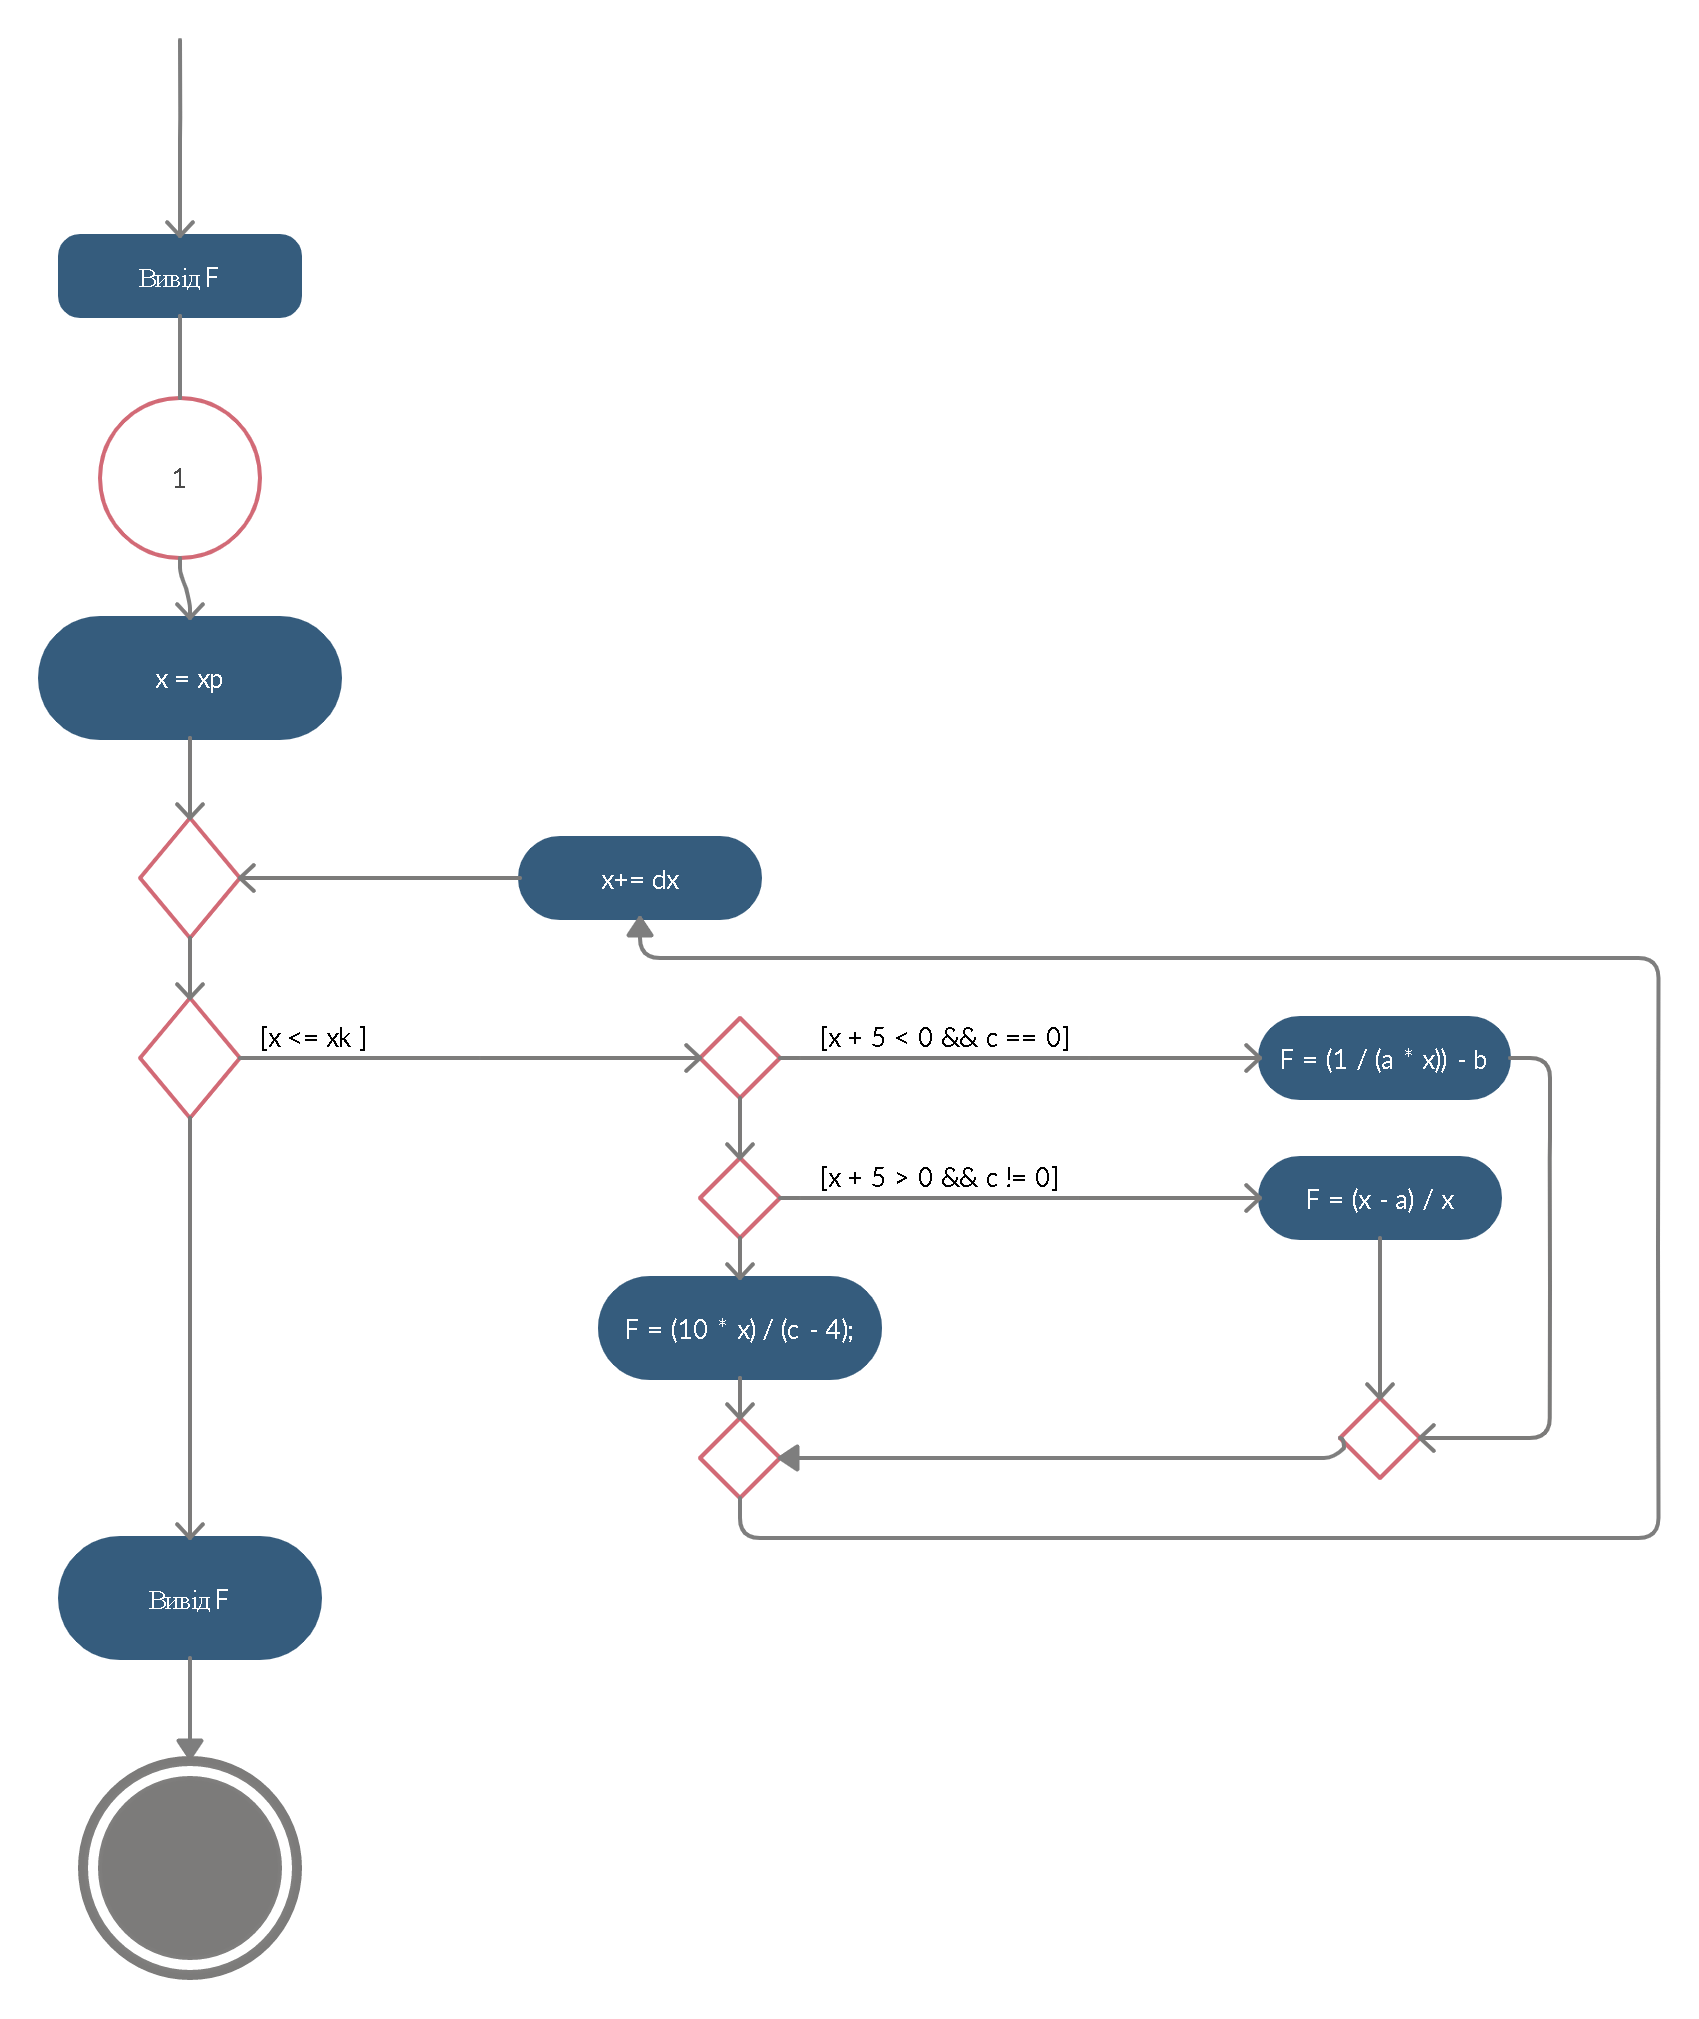 Вивід F
1
x = xp
x+= dx
[x <= xk ]
[x + 5 < 0 && c == 0]
F = (1 / (a * x)) - b
[x + 5 > 0 && c != 0]
F = (x - a) / x
F = (10 * x) / (c - 4);
Вивід F